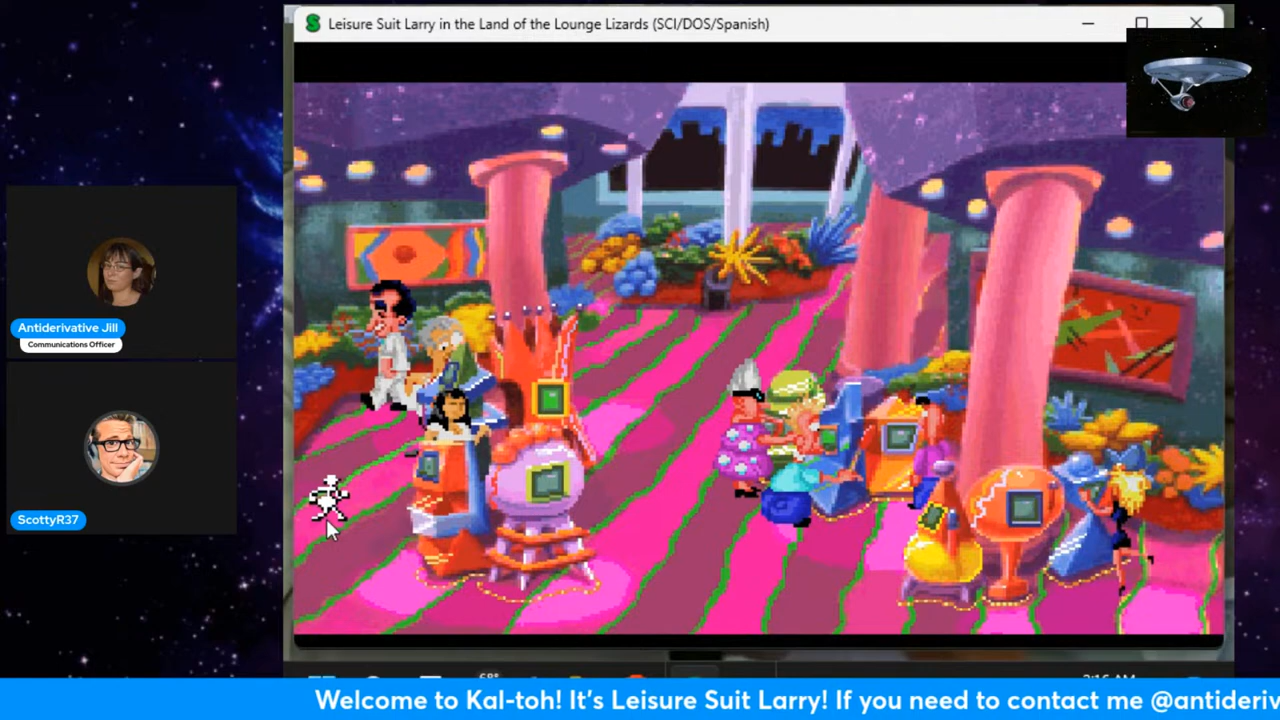 Leisure Suit Larry in the Land of the Lounge Lizards (SCI/DOS/Spanish)
Antiderivative Jill
Communications Officer
ScottyR37
Welcome to Kal-toh! It's Leisure Suit Larry! If you need to contact me @antideriv